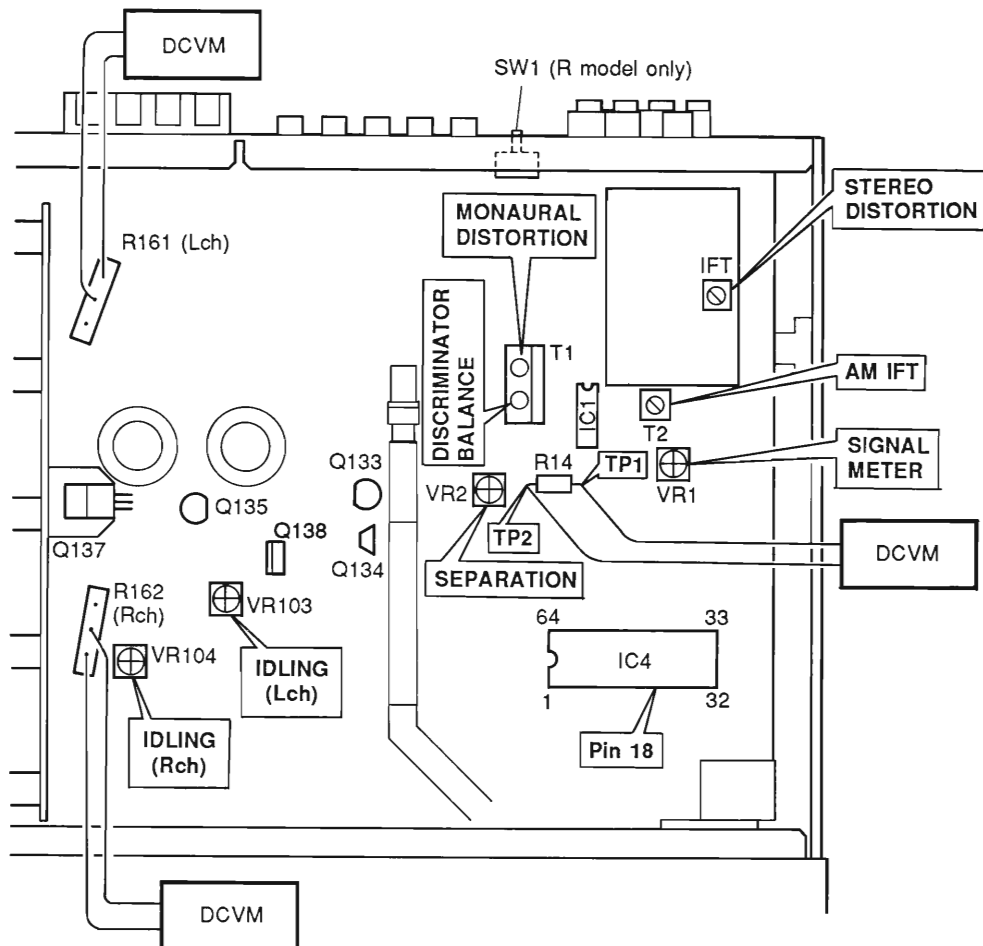 DCVM
SW1 (R model only)
STEREO
DISTORTION
MONAURAL
DISTORTION
R161 (Lch)
IFT
DISCRIMINATOR
BALANCE
T1
AM IFT
IC1
T2
SIGNAL
METER
Q133
R14
TP1
VR2
VR1
Q135
Q137
Q138
TP2
DCVM
Q134
SEPARATION
R162
(Rch)
VR103
64
33
VR104
IC4
IDLING
(Lch)
1
32
IDLING
(Rch)
Pin 18
DCVM